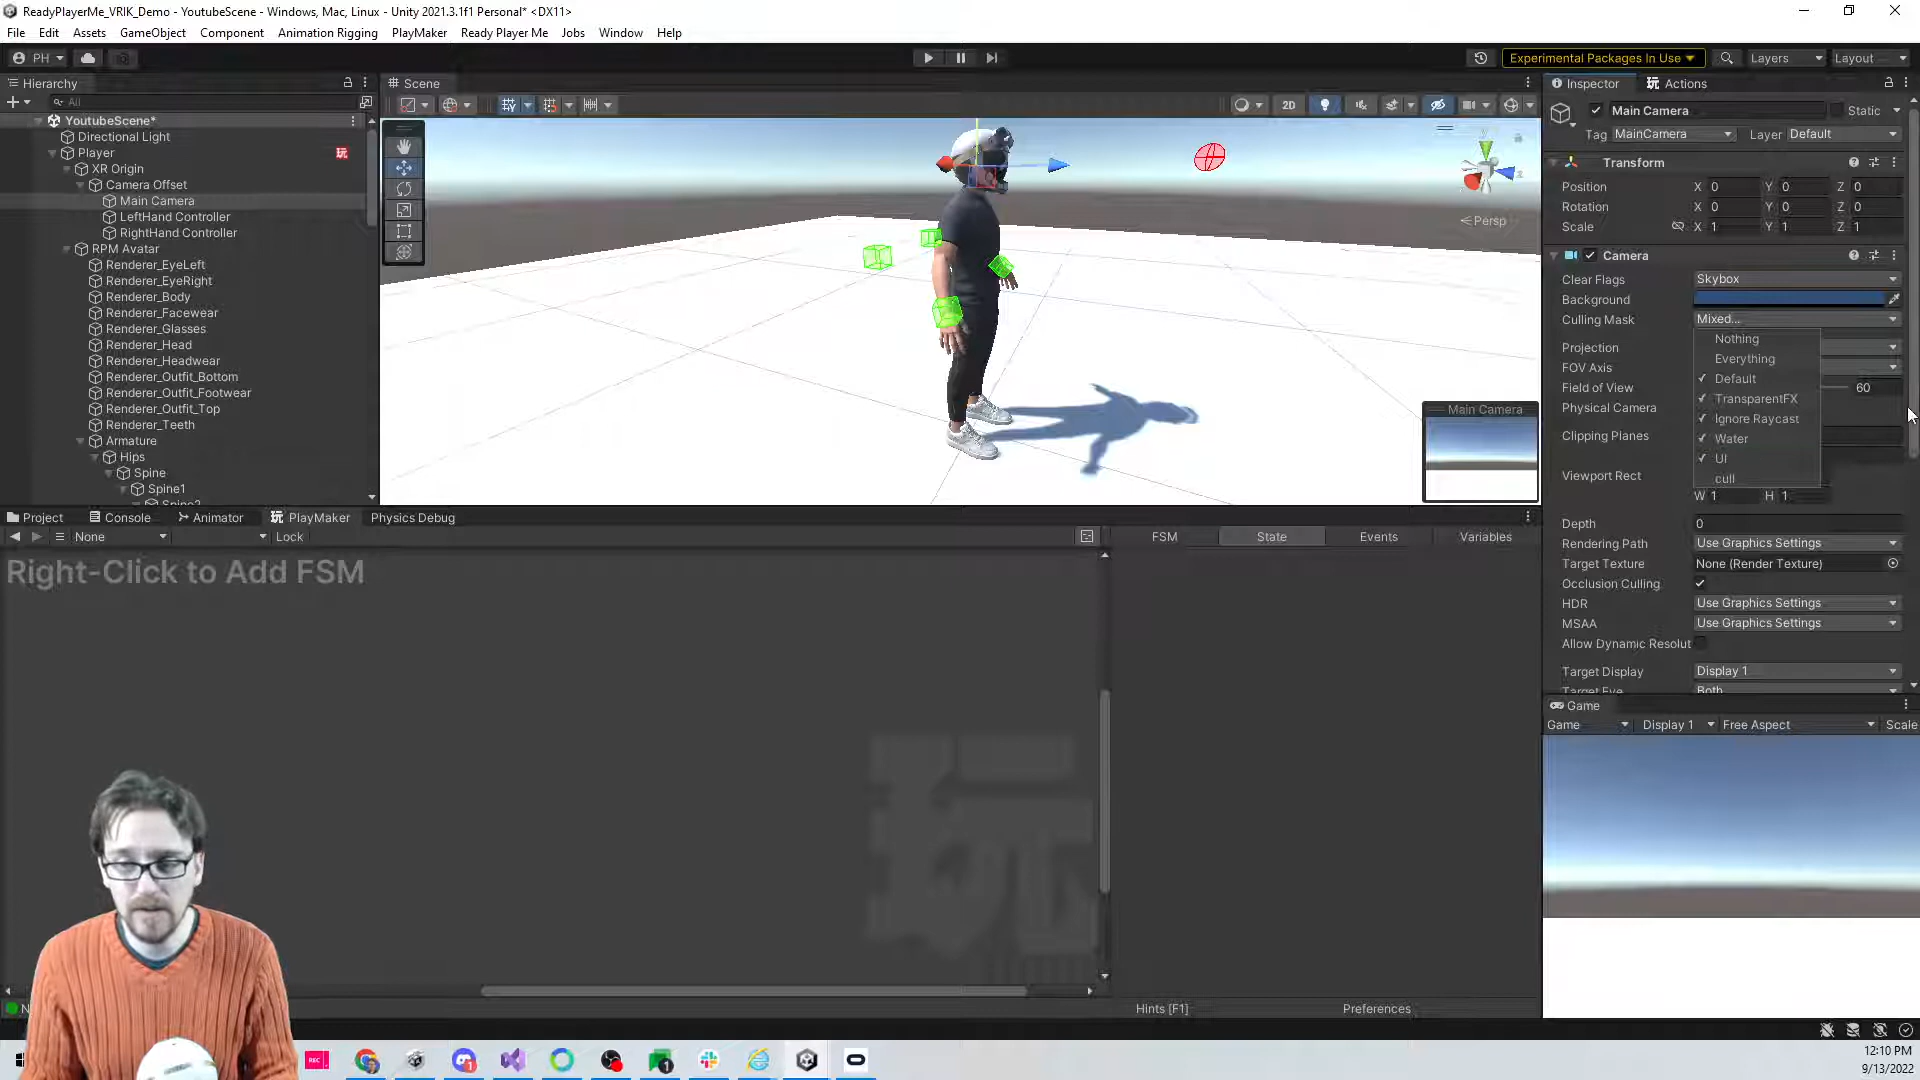 ReadyPlayerMe_VRIK_Demo - YoutubeScene - Windows, Mac, Linux - Unity 2021.3.1f1 Personal* <DX11>
File Edit Assets GameObject Component Animation Rigging PlayMaker Ready Player Me Jobs Window Help
PH Experimental Packages In Use Layers Layout
Hierarchy
All
YoutubeScene*
Directional Light
Player
XR Origin
Camera Offset
Main Camera
LeftHand Controller
RightHand Controller
RPM Avatar
Renderer_EyeLeft
Renderer_EyeRight
Renderer_Body
Renderer_Facewear
Renderer_Glasses
Renderer_Head
Renderer_Headwear
Renderer_Outfit_Bottom
Renderer_Outfit_Footwear
Renderer_Outfit_Top
Renderer_Teeth
Armature
Hips
Spine
Spine1
Spine2
Scene
2D
Persp
Main Camera
Inspector Actions
Main Camera Static
Tag MainCamera Layer Default
Transform
Position X 0 Y 0 Z 0
Rotation X 0 Y 0 Z 0
Scale X 1 Y 1 Z 1
Camera
Clear Flags Skybox
Background
Culling Mask Mixed...
Nothing
Everything
Default
TransparentFX
Ignore Raycast
Water
UI
cull
Projection
FOV Axis
Field of View 60
Physical Camera
Clipping Planes
Viewport Rect
W 1 H 1
Depth 0
Rendering Path Use Graphics Settings
Target Texture None (Render Texture)
Occlusion Culling
HDR Use Graphics Settings
MSAA Use Graphics Settings
Allow Dynamic Resolut
Target Display Display 1
Target Eye Both
Project Console Animator PlayMaker Physics Debug
None Lock
Right-Click to Add FSM
FSM State Events Variables
Hints [F1] Preferences
Game
Game Display 1 Free Aspect Scale
REC
12:10 PM
9/13/2022